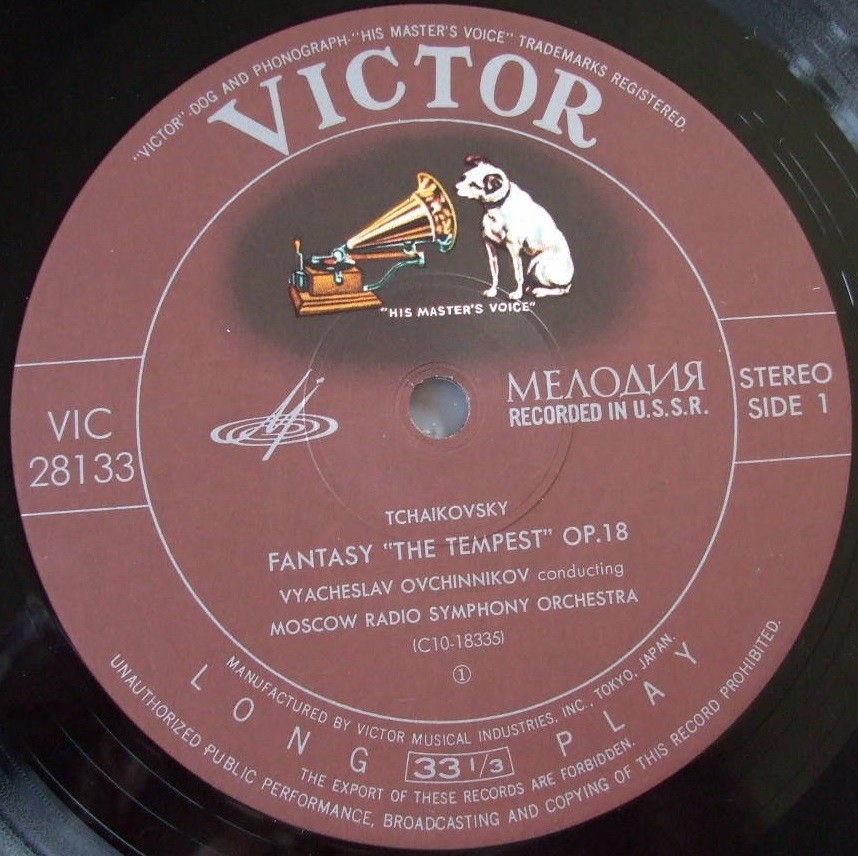 "VICTOR"-DOG AND PHONOGRAPH-"HIS MASTER'S VOICE" TRADEMARKS REGISTERED.
VICTOR
"HIS MASTER'S VOICE"
VIC
28133
МЕЛОДИЯ
RECORDED IN U.S.S.R.
STEREO
SIDE 1
TCHAIKOVSKY
FANTASY "THE TEMPEST" OP.18
VYACHESLAV OVCHINNIKOV conducting
MOSCOW RADIO SYMPHONY ORCHESTRA
(C10-18335)
①
MANUFACTURED BY VICTOR MUSICAL INDUSTRIES, INC., TOKYO, JAPAN.
LONG 33 1/3 PLAY
THE EXPORT OF THESE RECORDS ARE FORBIDDEN.
UNAUTHORIZED PUBLIC PERFORMANCE, BROADCASTING AND COPYING OF THIS RECORD PROHIBITED.